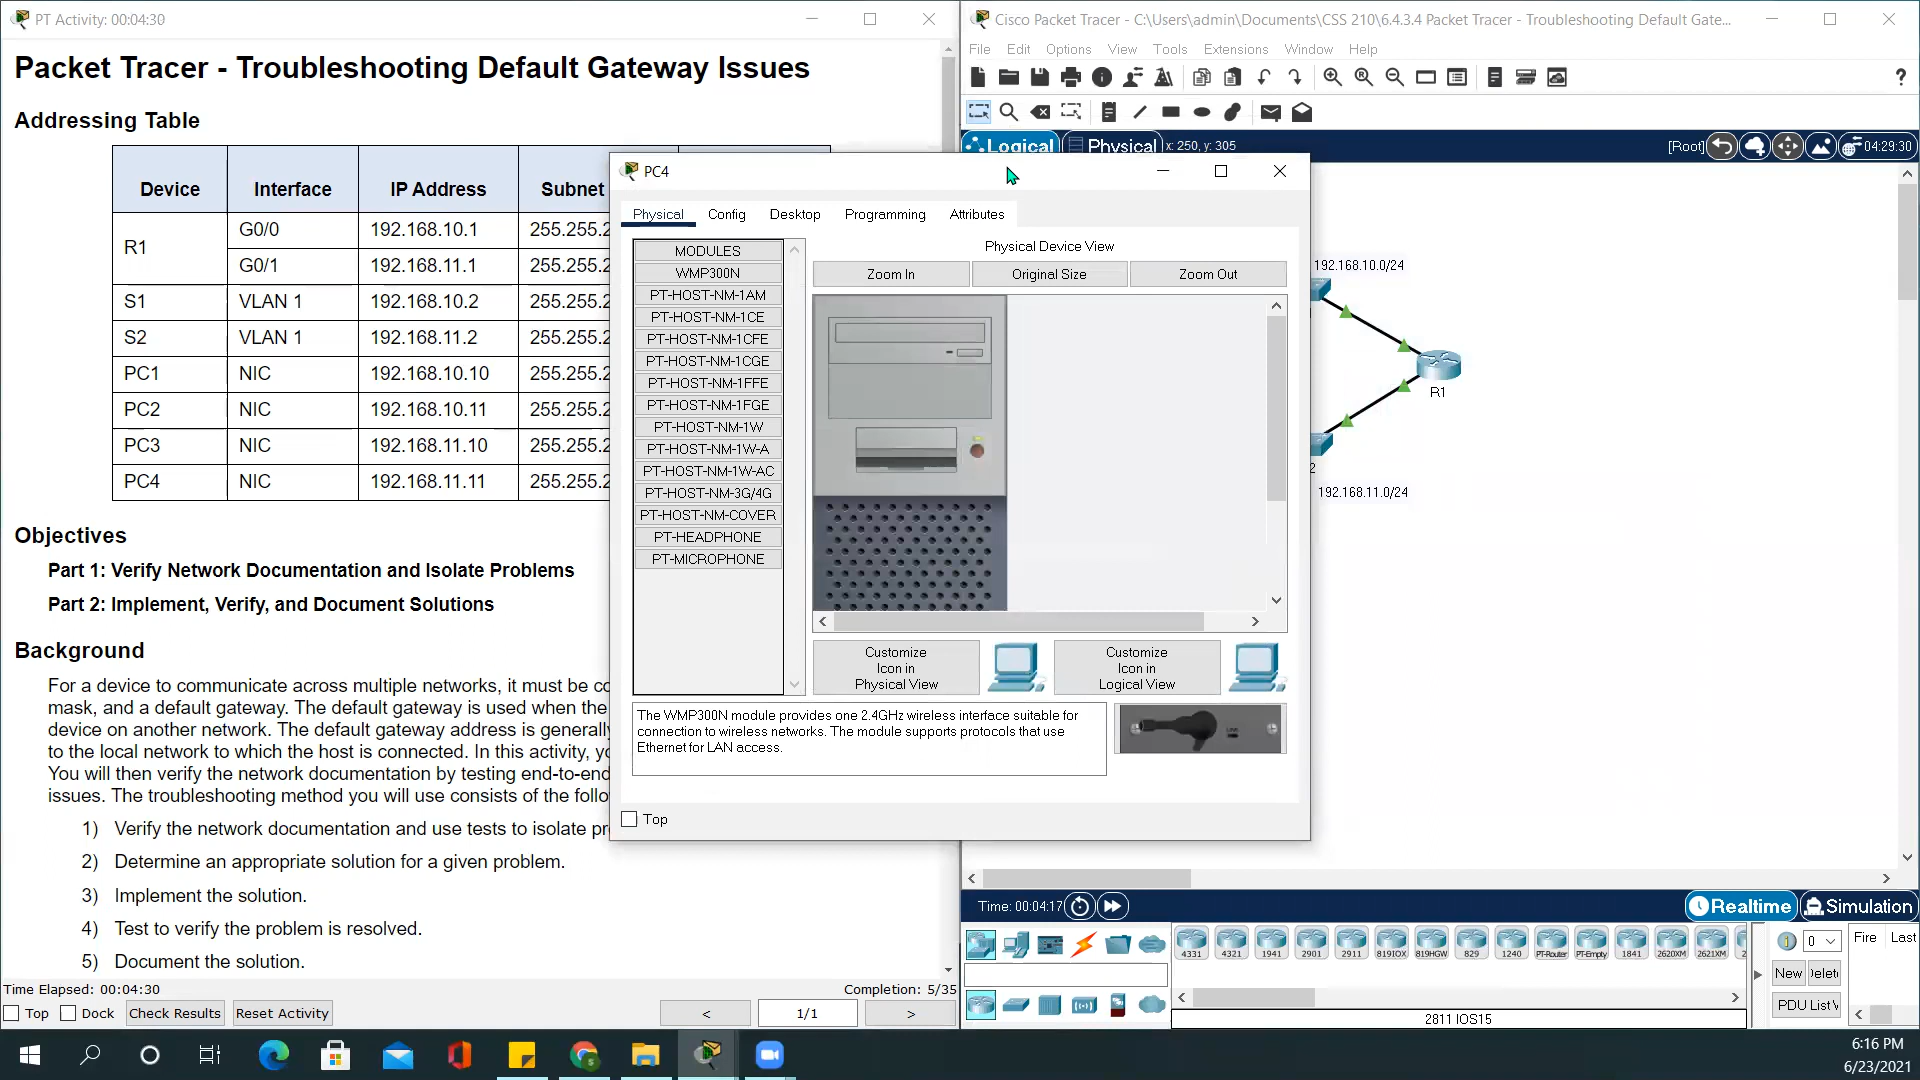 PT Activity: 00:04:30
Packet Tracer - Troubleshooting Default Gateway Issues
Addressing Table
Device Interface IP Address Subnet
R1 G0/0 192.168.10.1 255.255.2
G0/1 192.168.11.1 255.255.2
S1 VLAN 1 192.168.10.2 255.255.2
S2 VLAN 1 192.168.11.2 255.255.2
PC1 NIC 192.168.10.10 255.255.2
PC2 NIC 192.168.10.11 255.255.2
PC3 NIC 192.168.11.10 255.255.2
PC4 NIC 192.168.11.11 255.255.2
Objectives
Part 1: Verify Network Documentation and Isolate Problems
Part 2: Implement, Verify, and Document Solutions
Background
For a device to communicate across multiple networks, it must be co
mask, and a default gateway. The default gateway is used when the
device on another network. The default gateway address is generally
to the local network to which the host is connected. In this activity, yo
You will then verify the network documentation by testing end-to-end
issues. The troubleshooting method you will use consists of the follo
1) Verify the network documentation and use tests to isolate pr
2) Determine an appropriate solution for a given problem.
3) Implement the solution.
4) Test to verify the problem is resolved.
5) Document the solution.
Time Elapsed: 00:04:30 Completion: 5/35
Top Dock Check Results Reset Activity < 1/1 >
PC4
Physical Config Desktop Programming Attributes
MODULES
WMP300N
PT-HOST-NM-1AM
PT-HOST-NM-1CE
PT-HOST-NM-1CFE
PT-HOST-NM-1CGE
PT-HOST-NM-1FFE
PT-HOST-NM-1FGE
PT-HOST-NM-1W
PT-HOST-NM-1W-A
PT-HOST-NM-1W-AC
PT-HOST-NM-3G/4G
PT-HOST-NM-COVER
PT-HEADPHONE
PT-MICROPHONE
Physical Device View
Zoom In Original Size Zoom Out
Customize
Icon in
Physical View
Customize
Icon in
Logical View
The WMP300N module provides one 2.4GHz wireless interface suitable for
connection to wireless networks. The module supports protocols that use
Ethernet for LAN access.
Top
Cisco Packet Tracer - C:\Users\admin\Documents\CSS 210\6.4.3.4 Packet Tracer - Troubleshooting Default Gate...
File Edit Options View Tools Extensions Window Help
?
Logical Physical x: 250, y: 305 [Root] 04:29:30
192.168.10.0/24
R1
2
192.168.11.0/24
Time: 00:04:17 Realtime Simulation
4331 4321 1941 2901 2911 819IOX 819HGW 829 1240 PT-Router PT-Empty 1841 2620XM 2621XM 2
2811 IOS15
0 Fire Last
New Delete
PDU List W
6:16 PM
6/23/2021